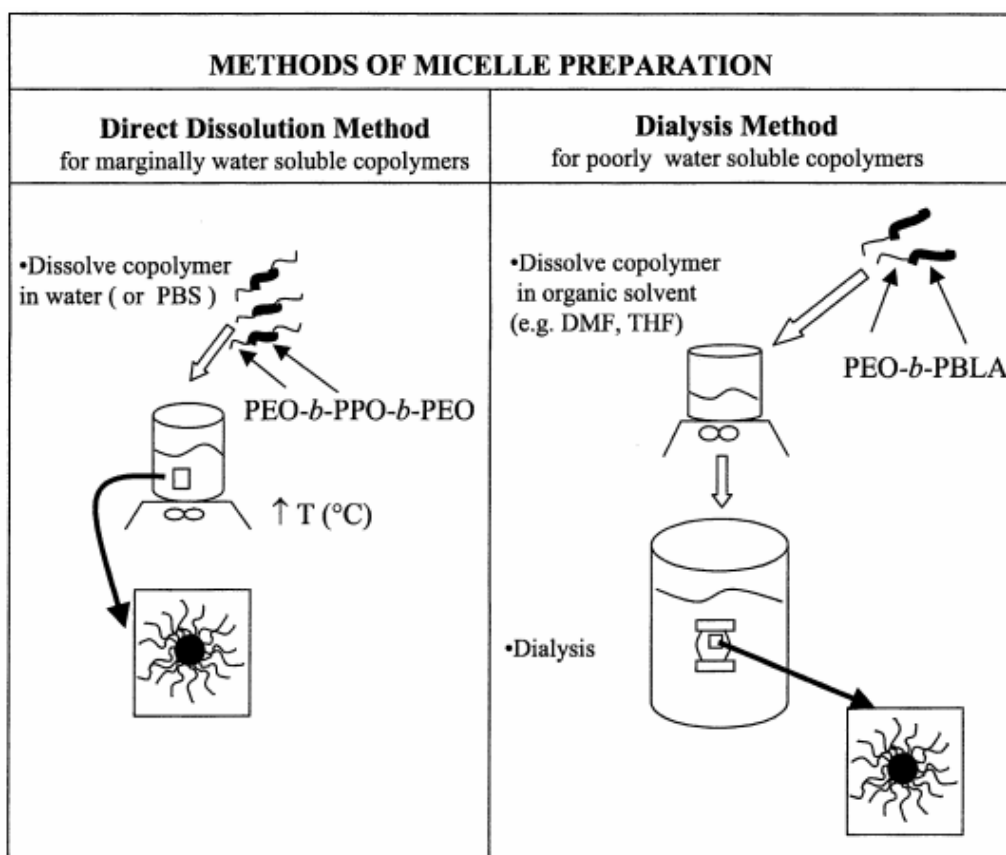 METHODS OF MICELLE PREPARATION
Direct Dissolution Method
for marginally water soluble copolymers
•Dissolve copolymer
in water ( or PBS )
PEO-b-PPO-b-PEO
↑ T (°C)
Dialysis Method
for poorly water soluble copolymers
•Dissolve copolymer
in organic solvent
(e.g. DMF, THF)
PEO-b-PBLA
•Dialysis